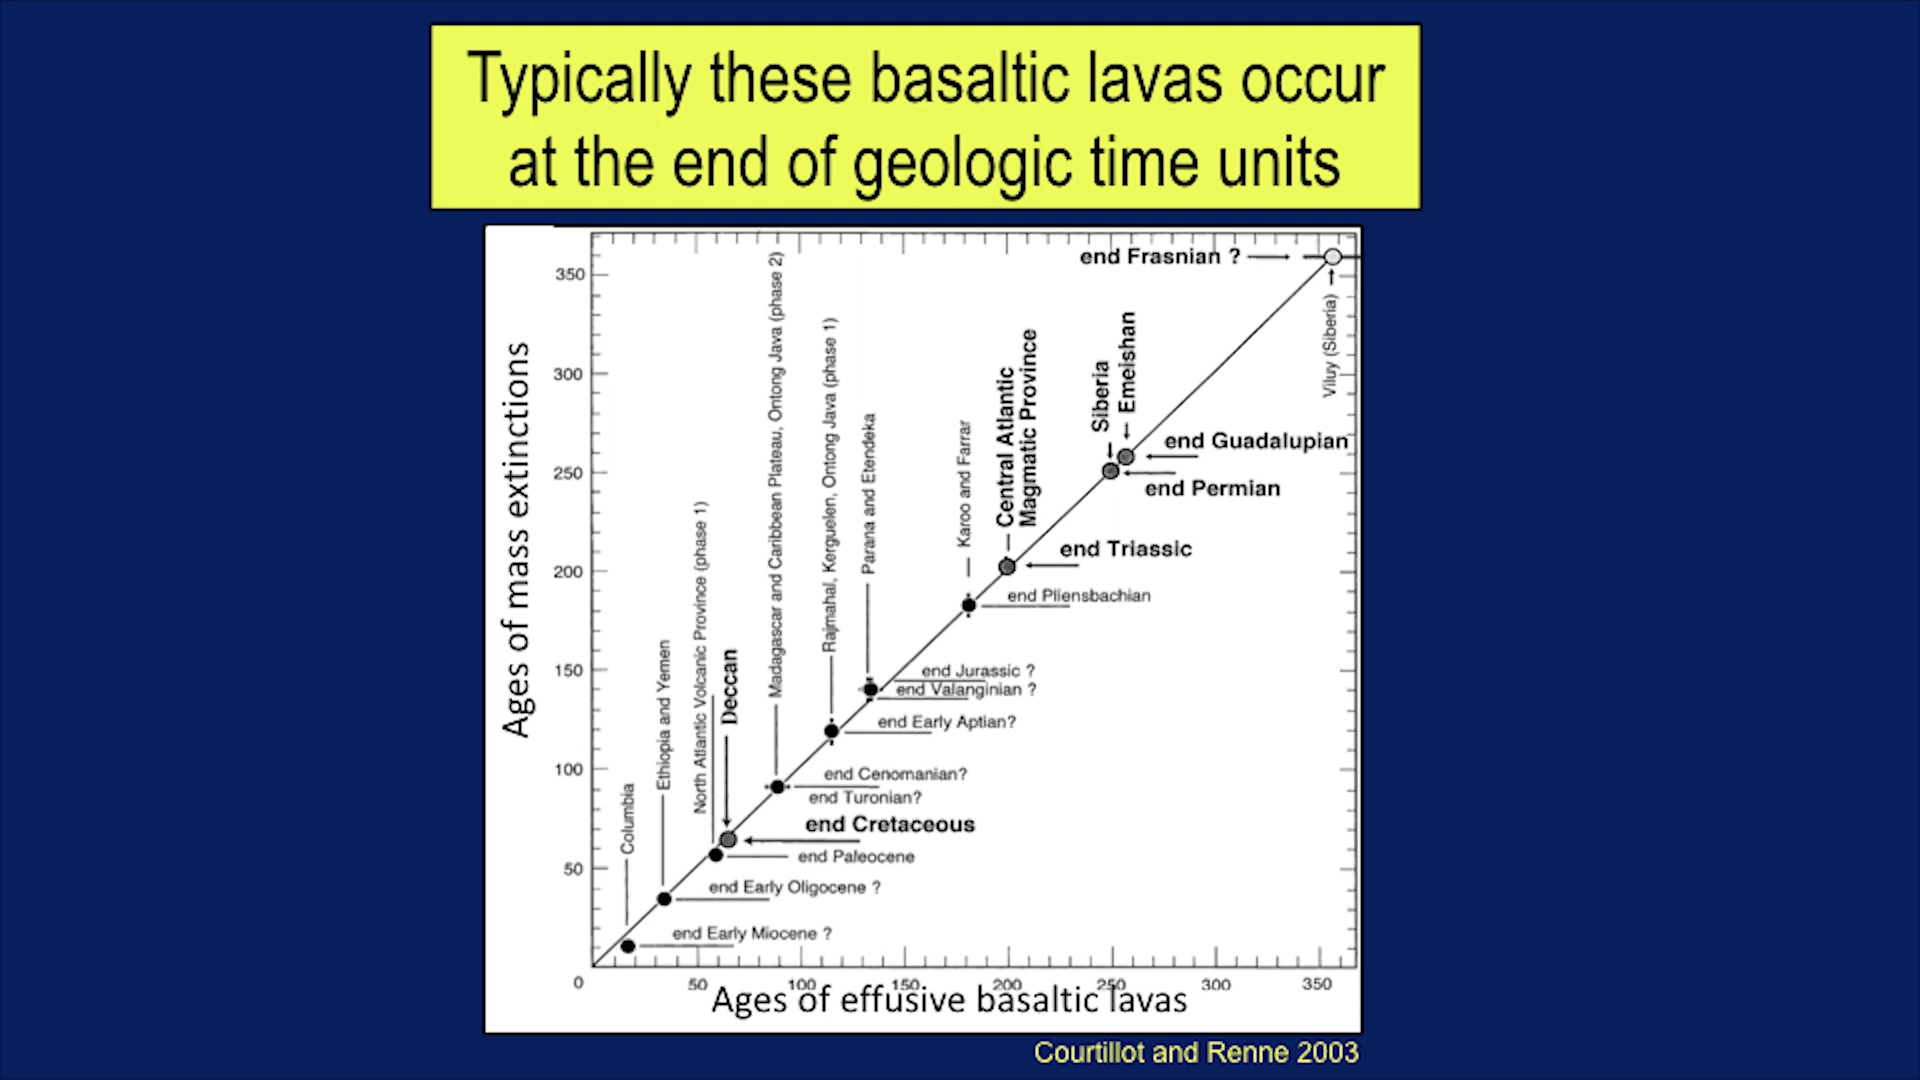 Typically these basaltic lavas occur
at the end of geologic time units
Ages of mass extinctions
350
300
250
200
150
100
50
0
50
100
150
200
250
300
350
Ages of effusive basaltic lavas
Columbia
Ethiopia and Yemen
North Atlantic Volcanic Province (phase 1)
Deccan
Madagascar and Caribbean Plateau, Ontong Java (phase 2)
Rajmahal, Kerguelen, Ontong Java (phase 1)
Parana and Etendeka
Karoo and Farrar
Central Atlantic
Magmatic Province
Siberia
Emeishan
Viluy (Siberia)
end Frasnian ?
end Guadalupian
end Permian
end Triassic
end Pliensbachian
end Jurassic ?
end Valanginian ?
end Early Aptian?
end Cenomanian?
end Turonian?
end Cretaceous
end Paleocene
end Early Oligocene ?
end Early Miocene ?
Courtillot and Renne 2003